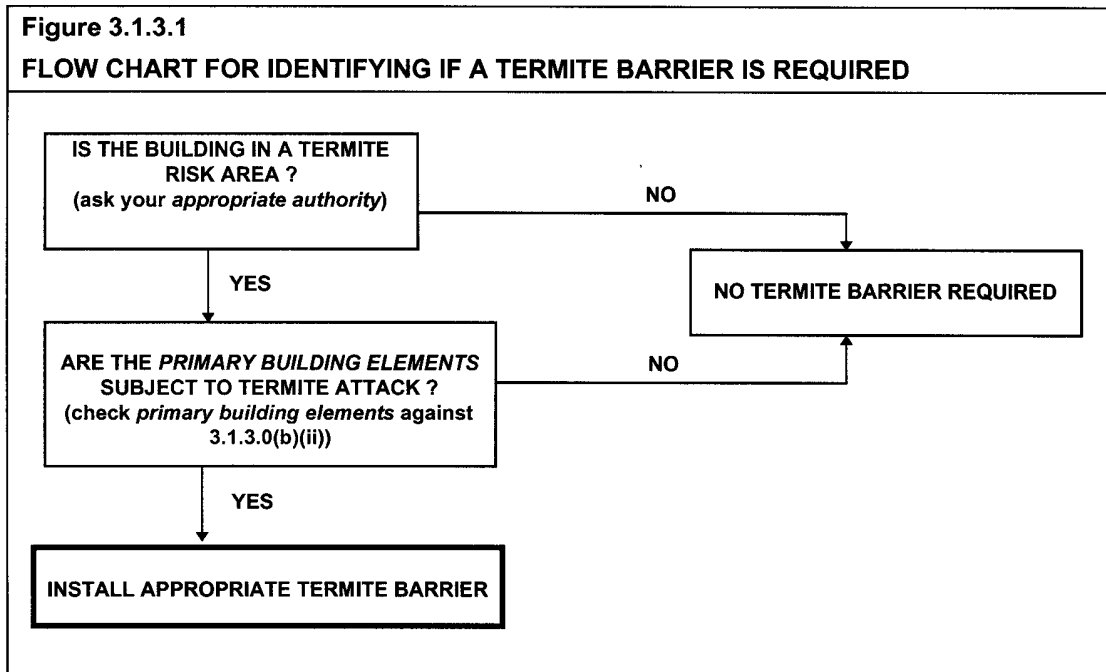 Figure 3.1.3.1
FLOW CHART FOR IDENTIFYING IF A TERMITE BARRIER IS REQUIRED
IS THE BUILDING IN A TERMITE
RISK AREA ?
(ask your appropriate authority)
NO
YES
NO TERMITE BARRIER REQUIRED
ARE THE PRIMARY BUILDING ELEMENTS
SUBJECT TO TERMITE ATTACK ?
(check primary building elements against
3.1.3.0(b)(ii))
NO
YES
INSTALL APPROPRIATE TERMITE BARRIER